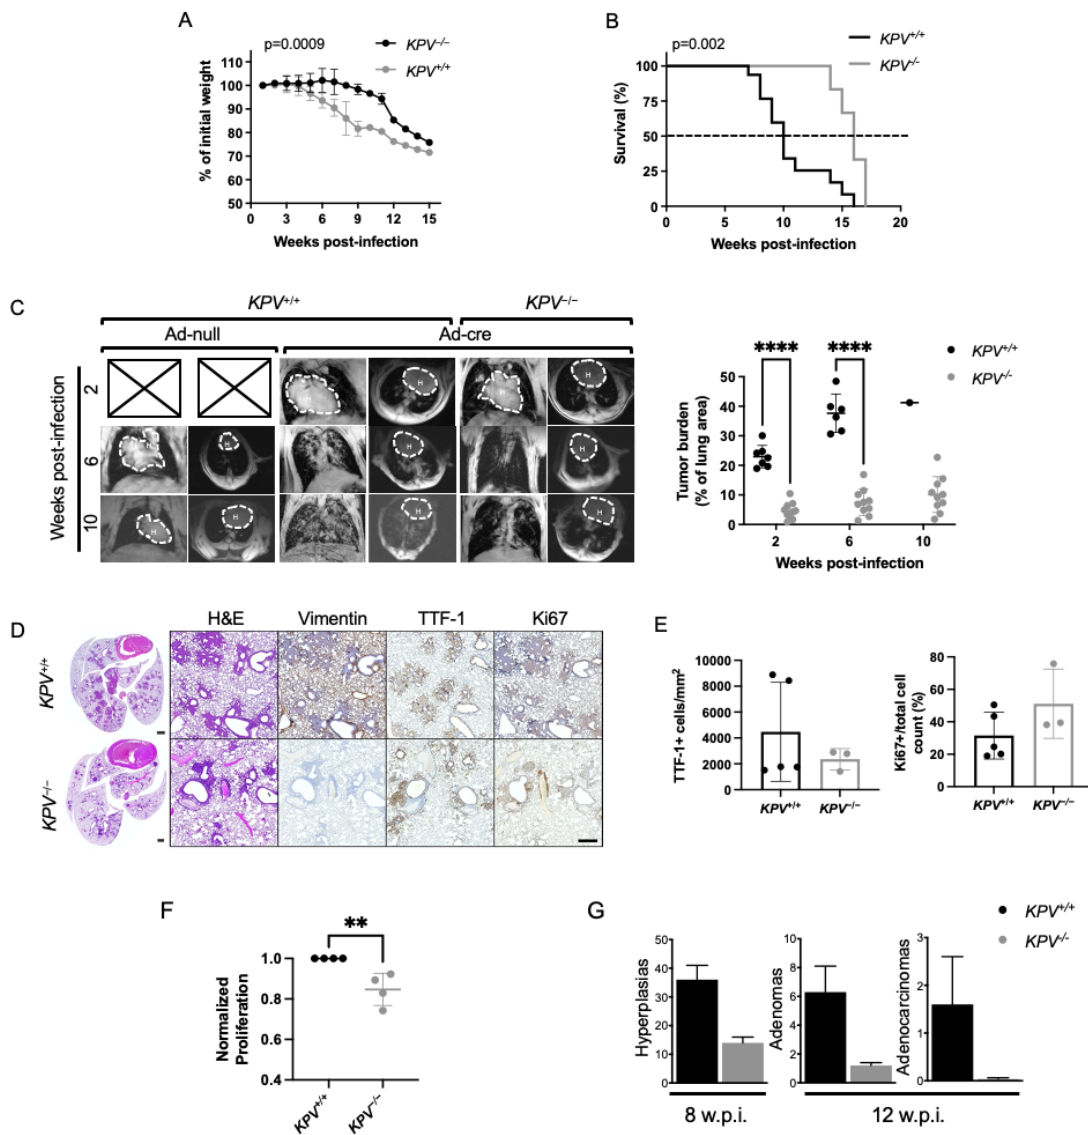 A
p=0.0009
KPV−/−
KPV+/+
110
100
90
80
70
60
50
% of initial weight
0 3 6 9 12 15
Weeks post-infection
B
p=0.002
KPV+/+
KPV-/-
100
75
50
25
0
Survival (%)
0 5 10 15 20
Weeks post-infection
C
KPV+/+ KPV−/−
Ad-null Ad-cre
Weeks post-infection
2
6
10
H H
H H H
H H H
**** ****
KPV+/+
KPV-/-
50
40
30
20
10
0
Tumor burden
(% of lung area)
2 6 10
Weeks post-infection
D
H&E Vimentin TTF-1 Ki67
KPV+/+
KPV−/−
E
10000
8000
6000
4000
2000
0
TTF-1+ cells/mm²
KPV+/+ KPV−/−
80
60
40
20
0
Ki67+/total cell
count (%)
KPV+/+ KPV−/−
F
**
1.0
0.8
0.6
0.4
Normalized
Proliferation
KPV+/+
KPV−/−
G
KPV+/+
KPV-/-
50
40
30
20
10
0
Hyperplasias
10
8
6
4
2
0
Adenomas
3
2
1
0
Adenocarcinomas
8 w.p.i. 12 w.p.i.